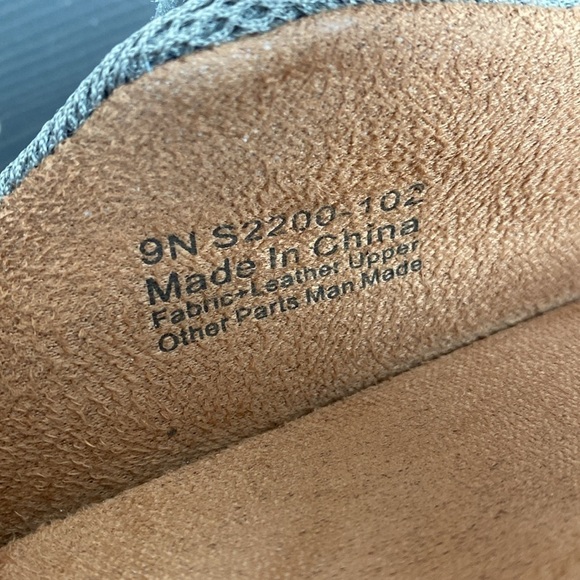 9N S2200-102
Made In China
Fabric+Leather Upper
Other Parts Man Made